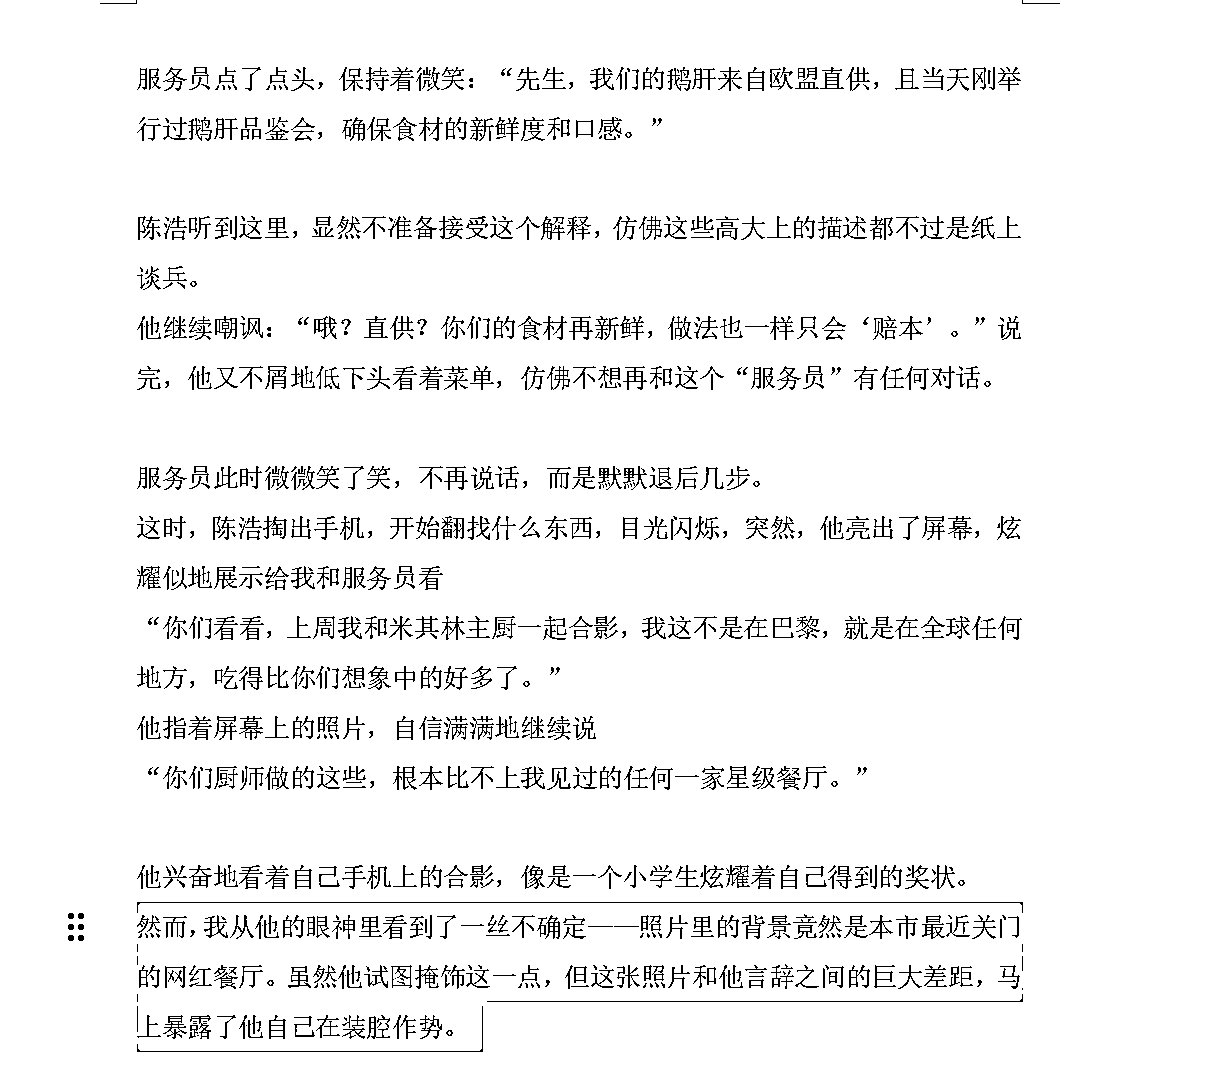 服务员点了点头，保持着微笑：“先生，我们的鹅肝来自欧盟直供，且当天刚举
行过鹅肝品鉴会，确保食材的新鲜度和口感。”
陈浩听到这里，显然不准备接受这个解释，仿佛这些高大上的描述都不过是纸上
谈兵。
他继续嘲讽：“哦？直供？你们的食材再新鲜，做法也一样只会‘赔本’。”说
完，他又不屑地低下头看着菜单，仿佛不想再和这个“服务员”有任何对话。
服务员此时微微笑了笑，不再说话，而是默默退后几步。
这时，陈浩掏出手机，开始翻找什么东西，目光闪烁，突然，他亮出了屏幕，炫
耀似地展示给我和服务员看
“你们看看，上周我和米其林主厨一起合影，我这不是在巴黎，就是在全球任何
地方，吃得比你们想象中的好多了。”
他指着屏幕上的照片，自信满满地继续说
“你们厨师做的这些，根本比不上我见过的任何一家星级餐厅。”
他兴奋地看着自己手机上的合影，像是一个小学生炫耀着自己得到的奖状。
然而，我从他的眼神里看到了一丝不确定——照片里的背景竟然是本市最近关门
的网红餐厅。虽然他试图掩饰这一点，但这张照片和他言辞之间的巨大差距，马
上暴露了他自己在装腔作势。